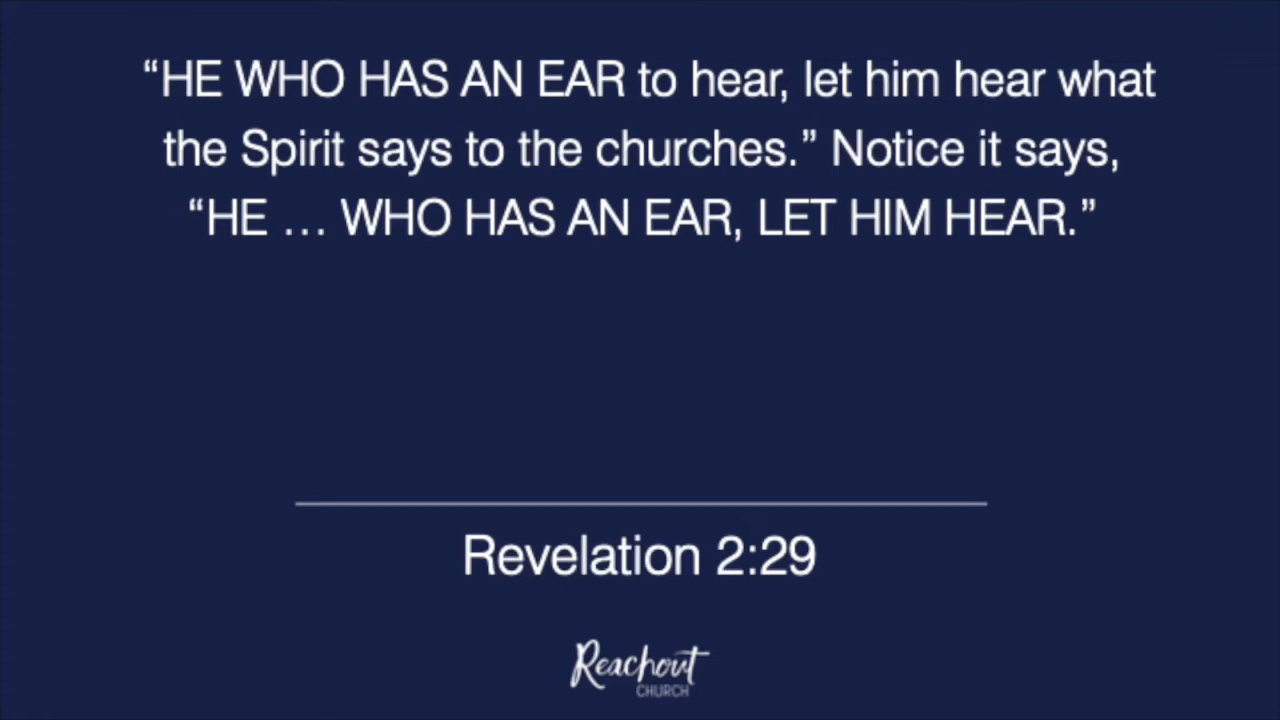 “HE WHO HAS AN EAR to hear, let him hear what
the Spirit says to the churches.” Notice it says,
“HE … WHO HAS AN EAR, LET HIM HEAR.”
Revelation 2:29
Reachout
CHURCH